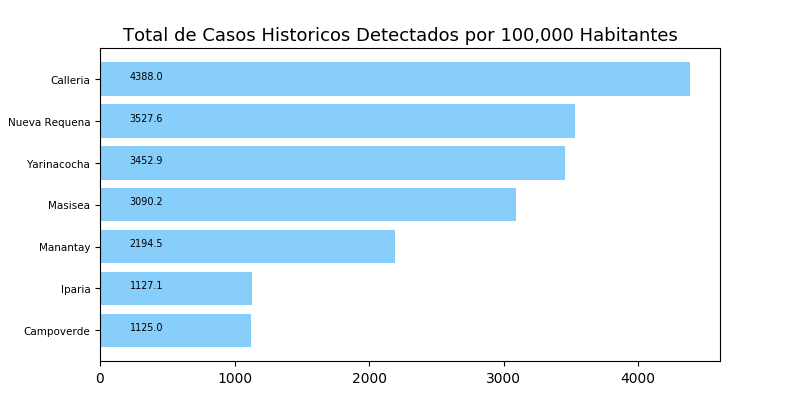 Total de Casos Historicos Detectados por 100,000 Habitantes
Calleria 4388.0
Nueva Requena 3527.6
Yarinacocha 3452.9
Masisea 3090.2
Manantay 2194.5
Iparia 1127.1
Campoverde 1125.0
0 1000 2000 3000 4000